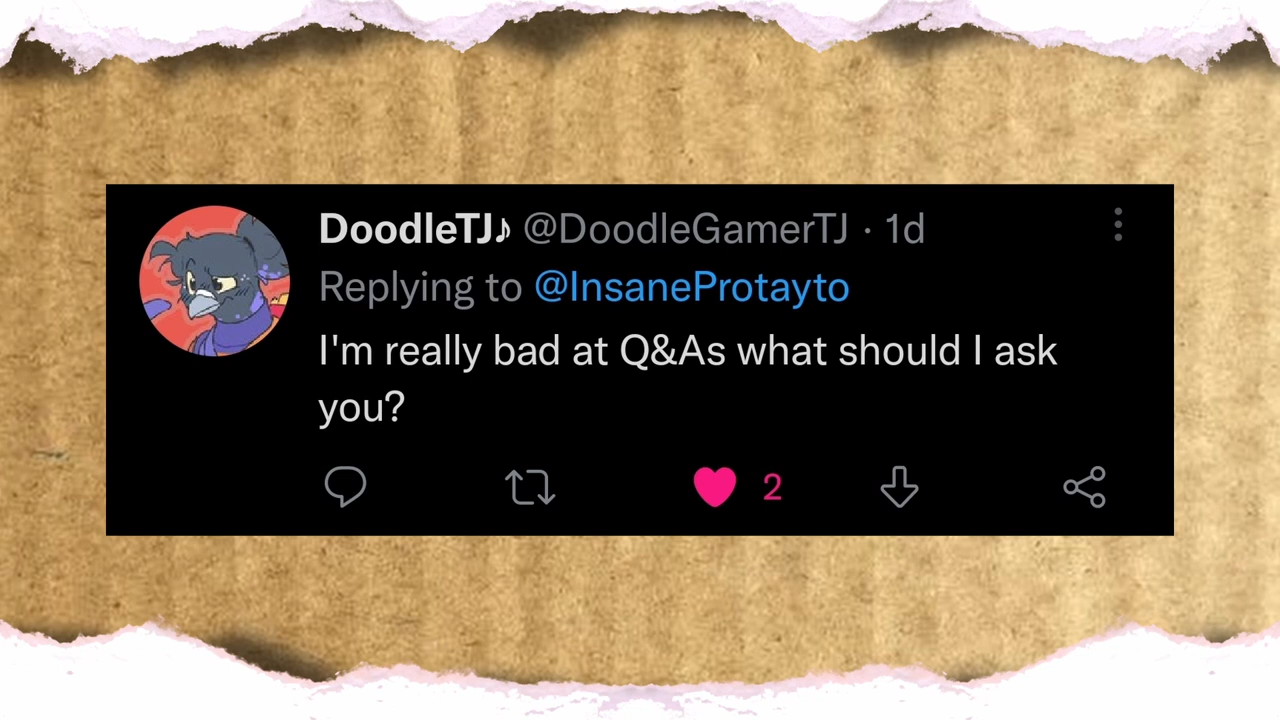 DoodleTJ♪ @DoodleGamerTJ · 1d
Replying to @InsaneProtayto
I'm really bad at Q&As what should I ask
you?
2